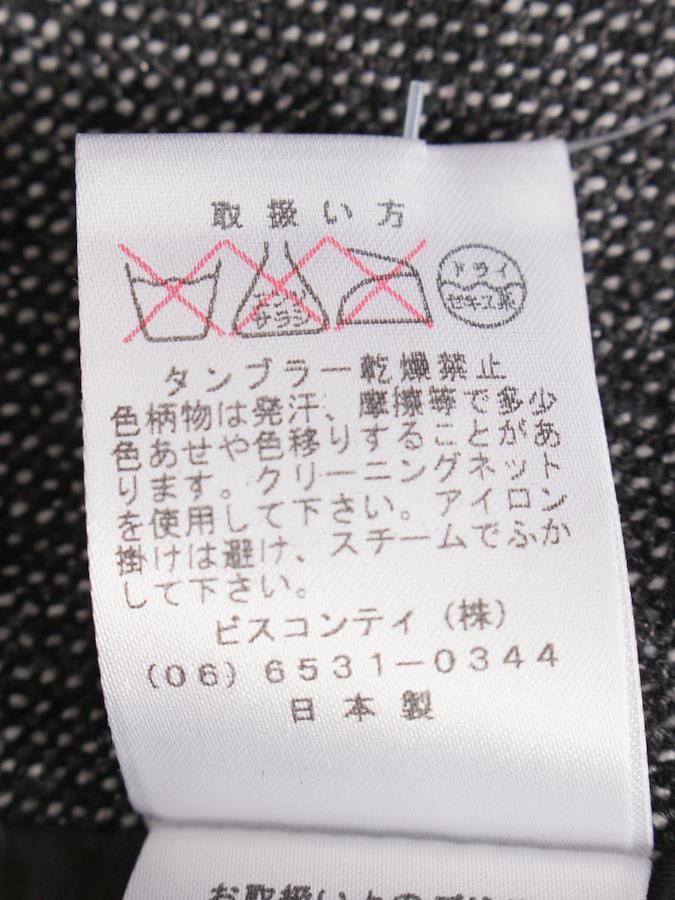 取扱い方
エンソ
サラシ
ドライ
セキユ系
タンブラー乾燥禁止
色柄物は発汗、摩擦等で多少
色あせや色移りすることがあ
ります。クリーニングネット
を使用して下さい。アイロン
掛けは避け、スチームでふか
して下さい。
ビスコンティ(株)
(06)6531-0344
日本製